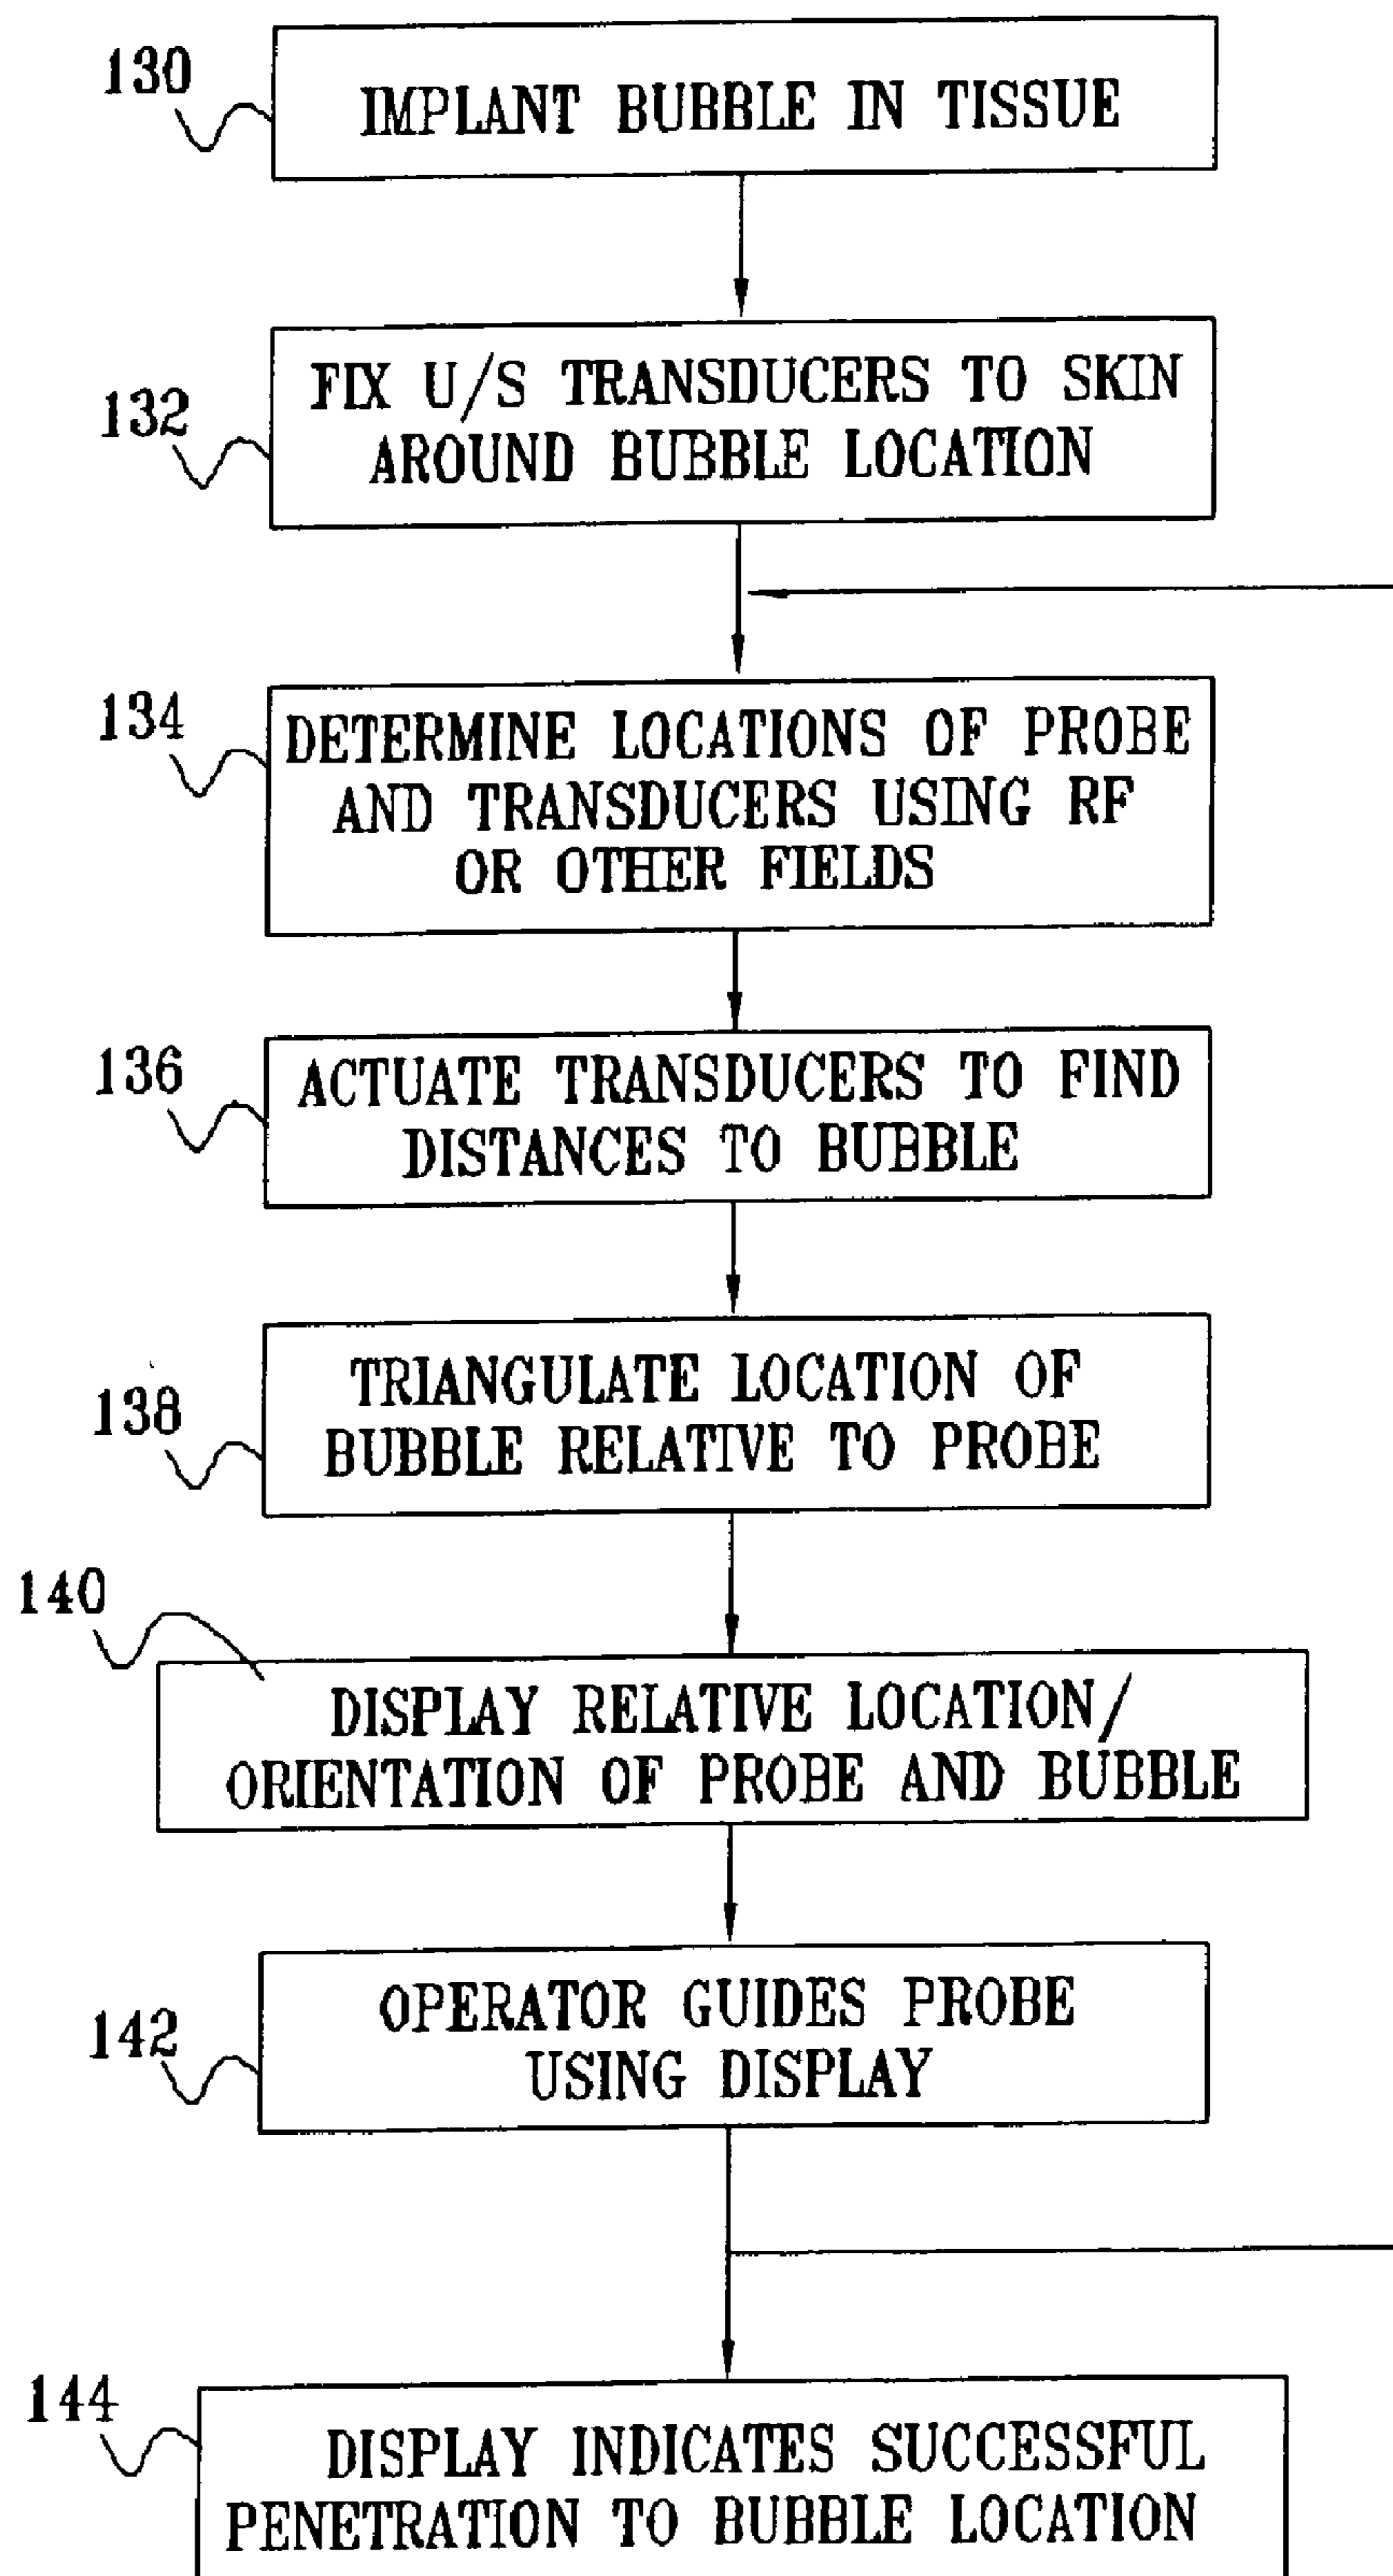 130
IMPLANT BUBBLE IN TISSUE
132
FIX U/S TRANSDUCERS TO SKIN
AROUND BUBBLE LOCATION
134
DETERMINE LOCATIONS OF PROBE
AND TRANSDUCERS USING RF
OR OTHER FIELDS
136
ACTUATE TRANSDUCERS TO FIND
DISTANCES TO BUBBLE
138
TRIANGULATE LOCATION OF
BUBBLE RELATIVE TO PROBE
140
DISPLAY RELATIVE LOCATION/
ORIENTATION OF PROBE AND BUBBLE
142
OPERATOR GUIDES PROBE
USING DISPLAY
144
DISPLAY INDICATES SUCCESSFUL
PENETRATION TO BUBBLE LOCATION